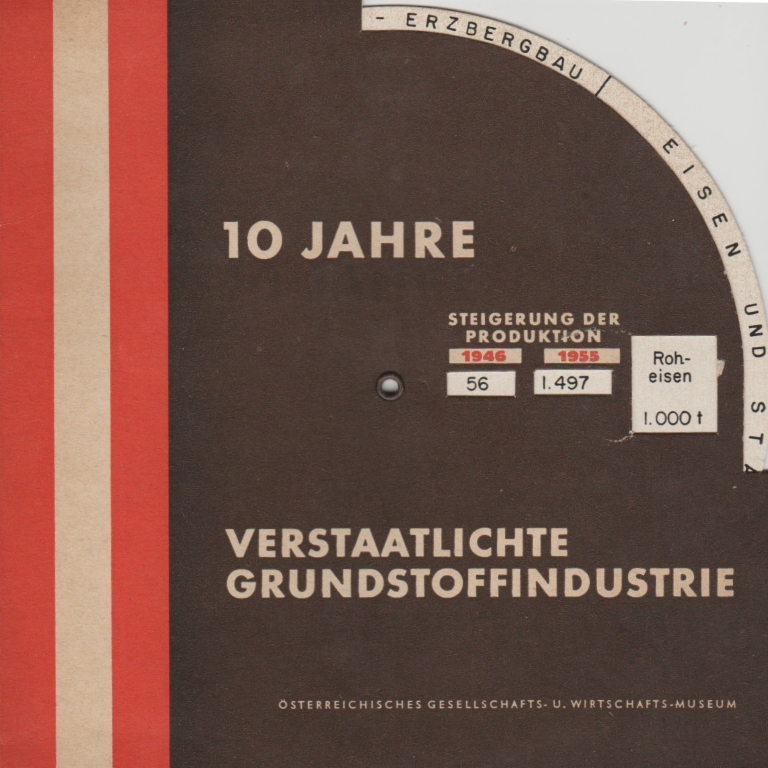 - ERZBERGBAU | EISEN UND STA
10 JAHRE
STEIGERUNG DER
PRODUKTION
1946 1955
56 1.497
Roh-
eisen
1.000 t
VERSTAATLICHTE
GRUNDSTOFFINDUSTRIE
ÖSTERREICHISCHES GESELLSCHAFTS- U. WIRTSCHAFTS-MUSEUM